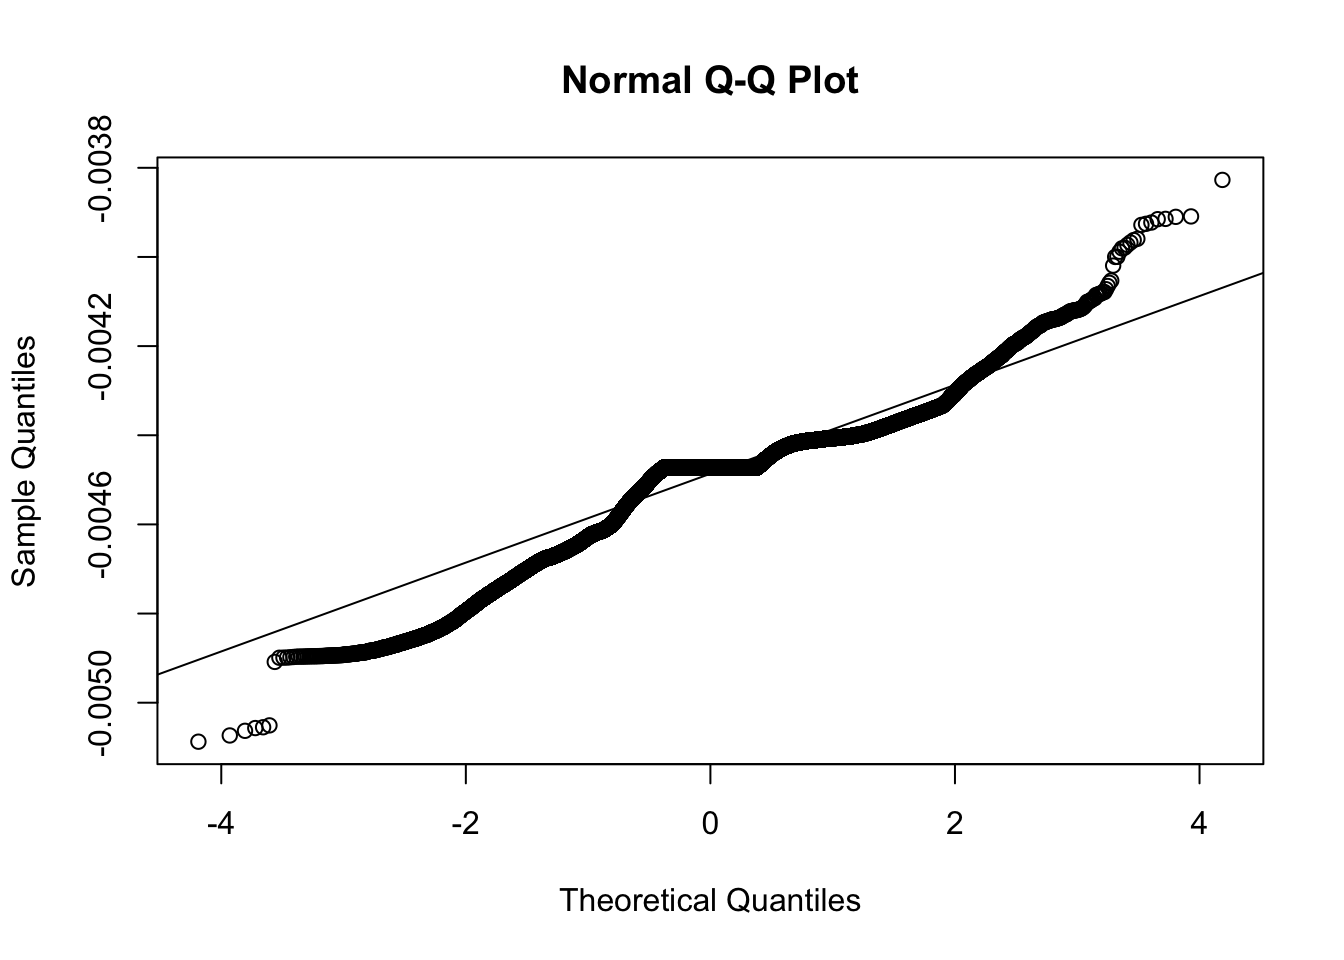 Normal Q-Q Plot
Sample Quantiles
-0.0038
-0.0042
-0.0046
-0.0050
-4 -2 0 2 4
Theoretical Quantiles